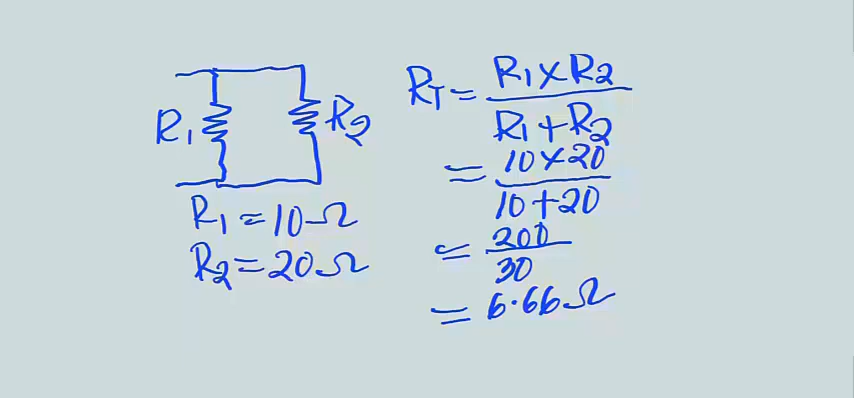 R1
R2
R1 = 10Ω
R2 = 20Ω
RT = R1 × R2
R1 + R2
= 10 × 20
10 + 20
= 200
30
= 6.66Ω